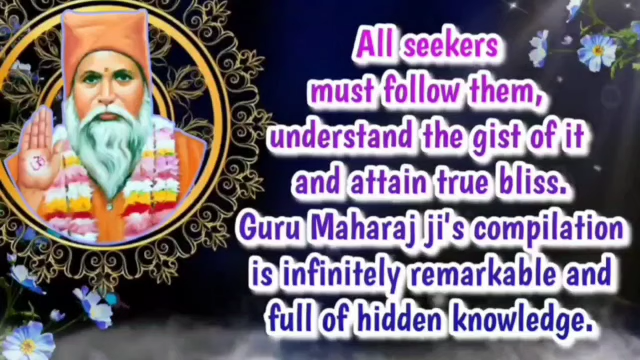 All seekers
must follow them,
understand the gist of it
and attain true bliss.
Guru Maharaj ji's compilation
is infinitely remarkable and
full of hidden knowledge.
ॐ